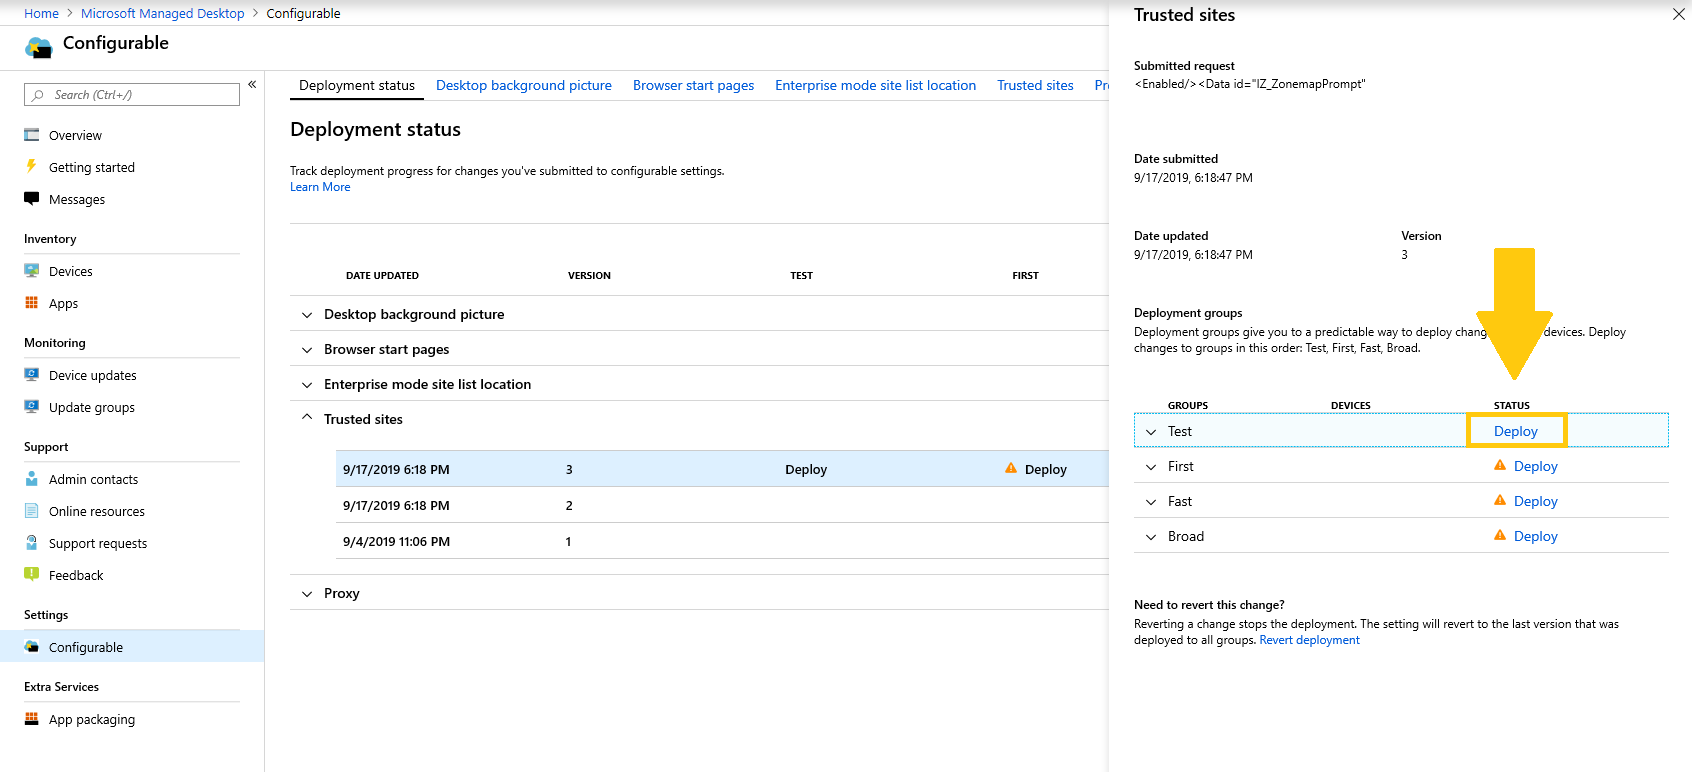 Home > Microsoft Managed Desktop > Configurable
Configurable
Search (Ctrl+/)
«
Overview
Getting started
Messages
Inventory
Devices
Apps
Monitoring
Device updates
Update groups
Support
Admin contacts
Online resources
Support requests
Feedback
Settings
Configurable
Extra Services
App packaging
Deployment status Desktop background picture Browser start pages Enterprise mode site list location Trusted sites Pr
Deployment status
Track deployment progress for changes you've submitted to configurable settings.
Learn More
DATE UPDATED VERSION TEST FIRST
Desktop background picture
Browser start pages
Enterprise mode site list location
Trusted sites
9/17/2019 6:18 PM 3 Deploy Deploy
9/17/2019 6:18 PM 2
9/4/2019 11:06 PM 1
Proxy
Trusted sites
Submitted request
<Enabled/><Data id="IZ_ZonemapPrompt"
Date submitted
9/17/2019, 6:18:47 PM
Date updated Version
9/17/2019, 6:18:47 PM 3
Deployment groups
Deployment groups give you to a predictable way to deploy chang devices. Deploy
changes to groups in this order: Test, First, Fast, Broad.
GROUPS DEVICES STATUS
Test Deploy
First Deploy
Fast Deploy
Broad Deploy
Need to revert this change?
Reverting a change stops the deployment. The setting will revert to the last version that was
deployed to all groups. Revert deployment